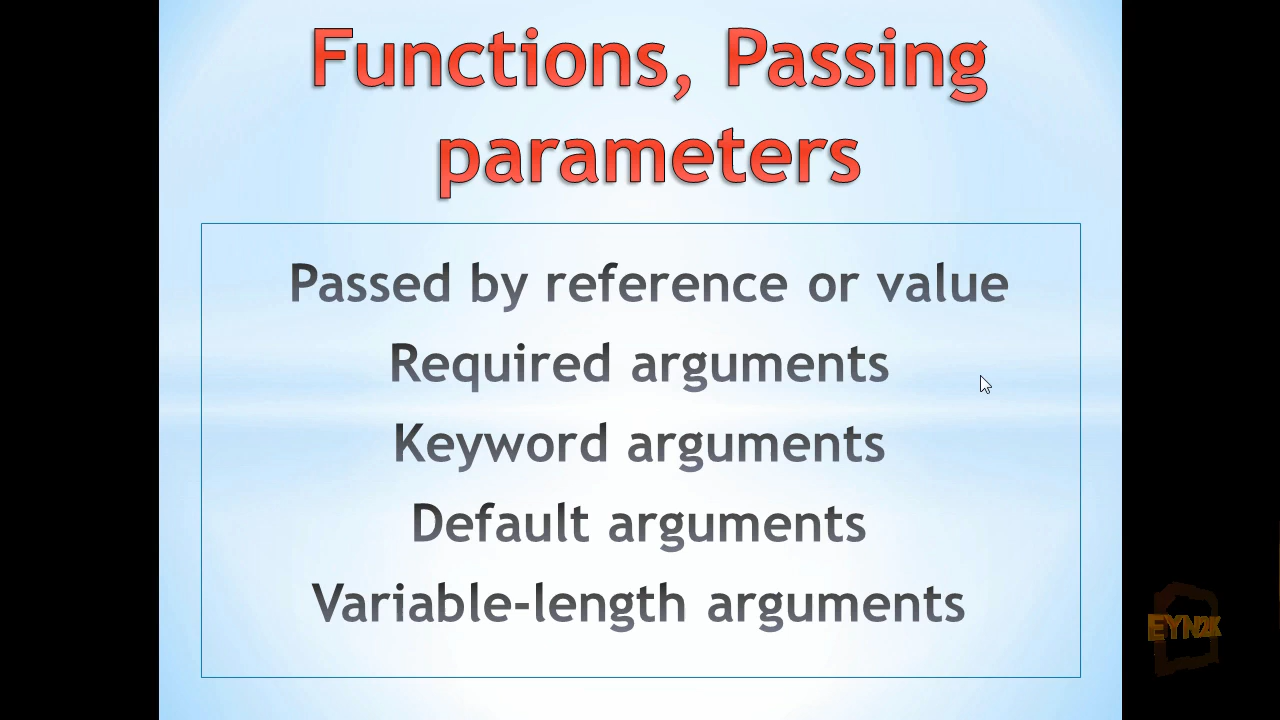 Functions, Passing
parameters
Passed by reference or value
Required arguments
Keyword arguments
Default arguments
Variable-length arguments
EYN2K